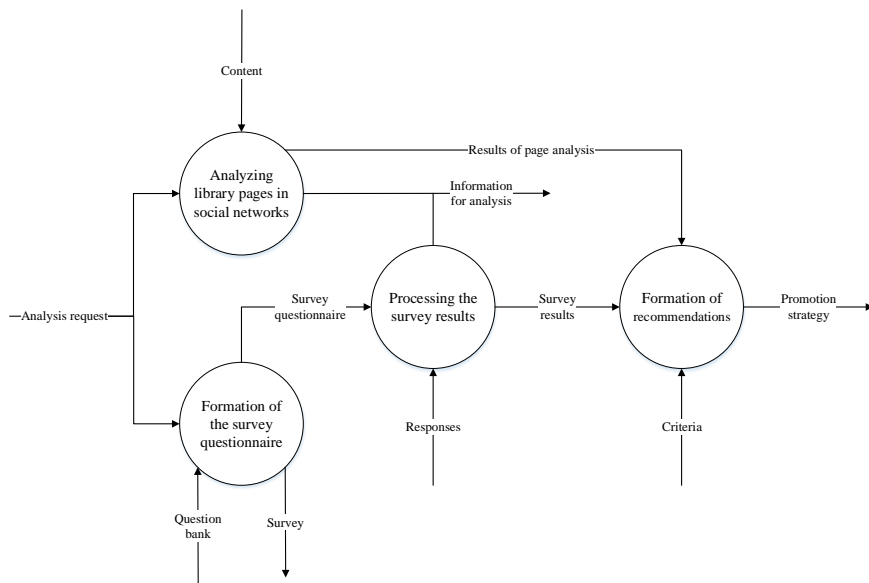 Content
Analyzing
library pages in
social networks
Results of page analysis
Information
for analysis
Analysis request
Survey
questionnaire
Processing the
survey results
Survey
results
Formation of
recommendations
Promotion
strategy
Formation of
the survey
questionnaire
Responses
Criteria
Question
bank
Survey